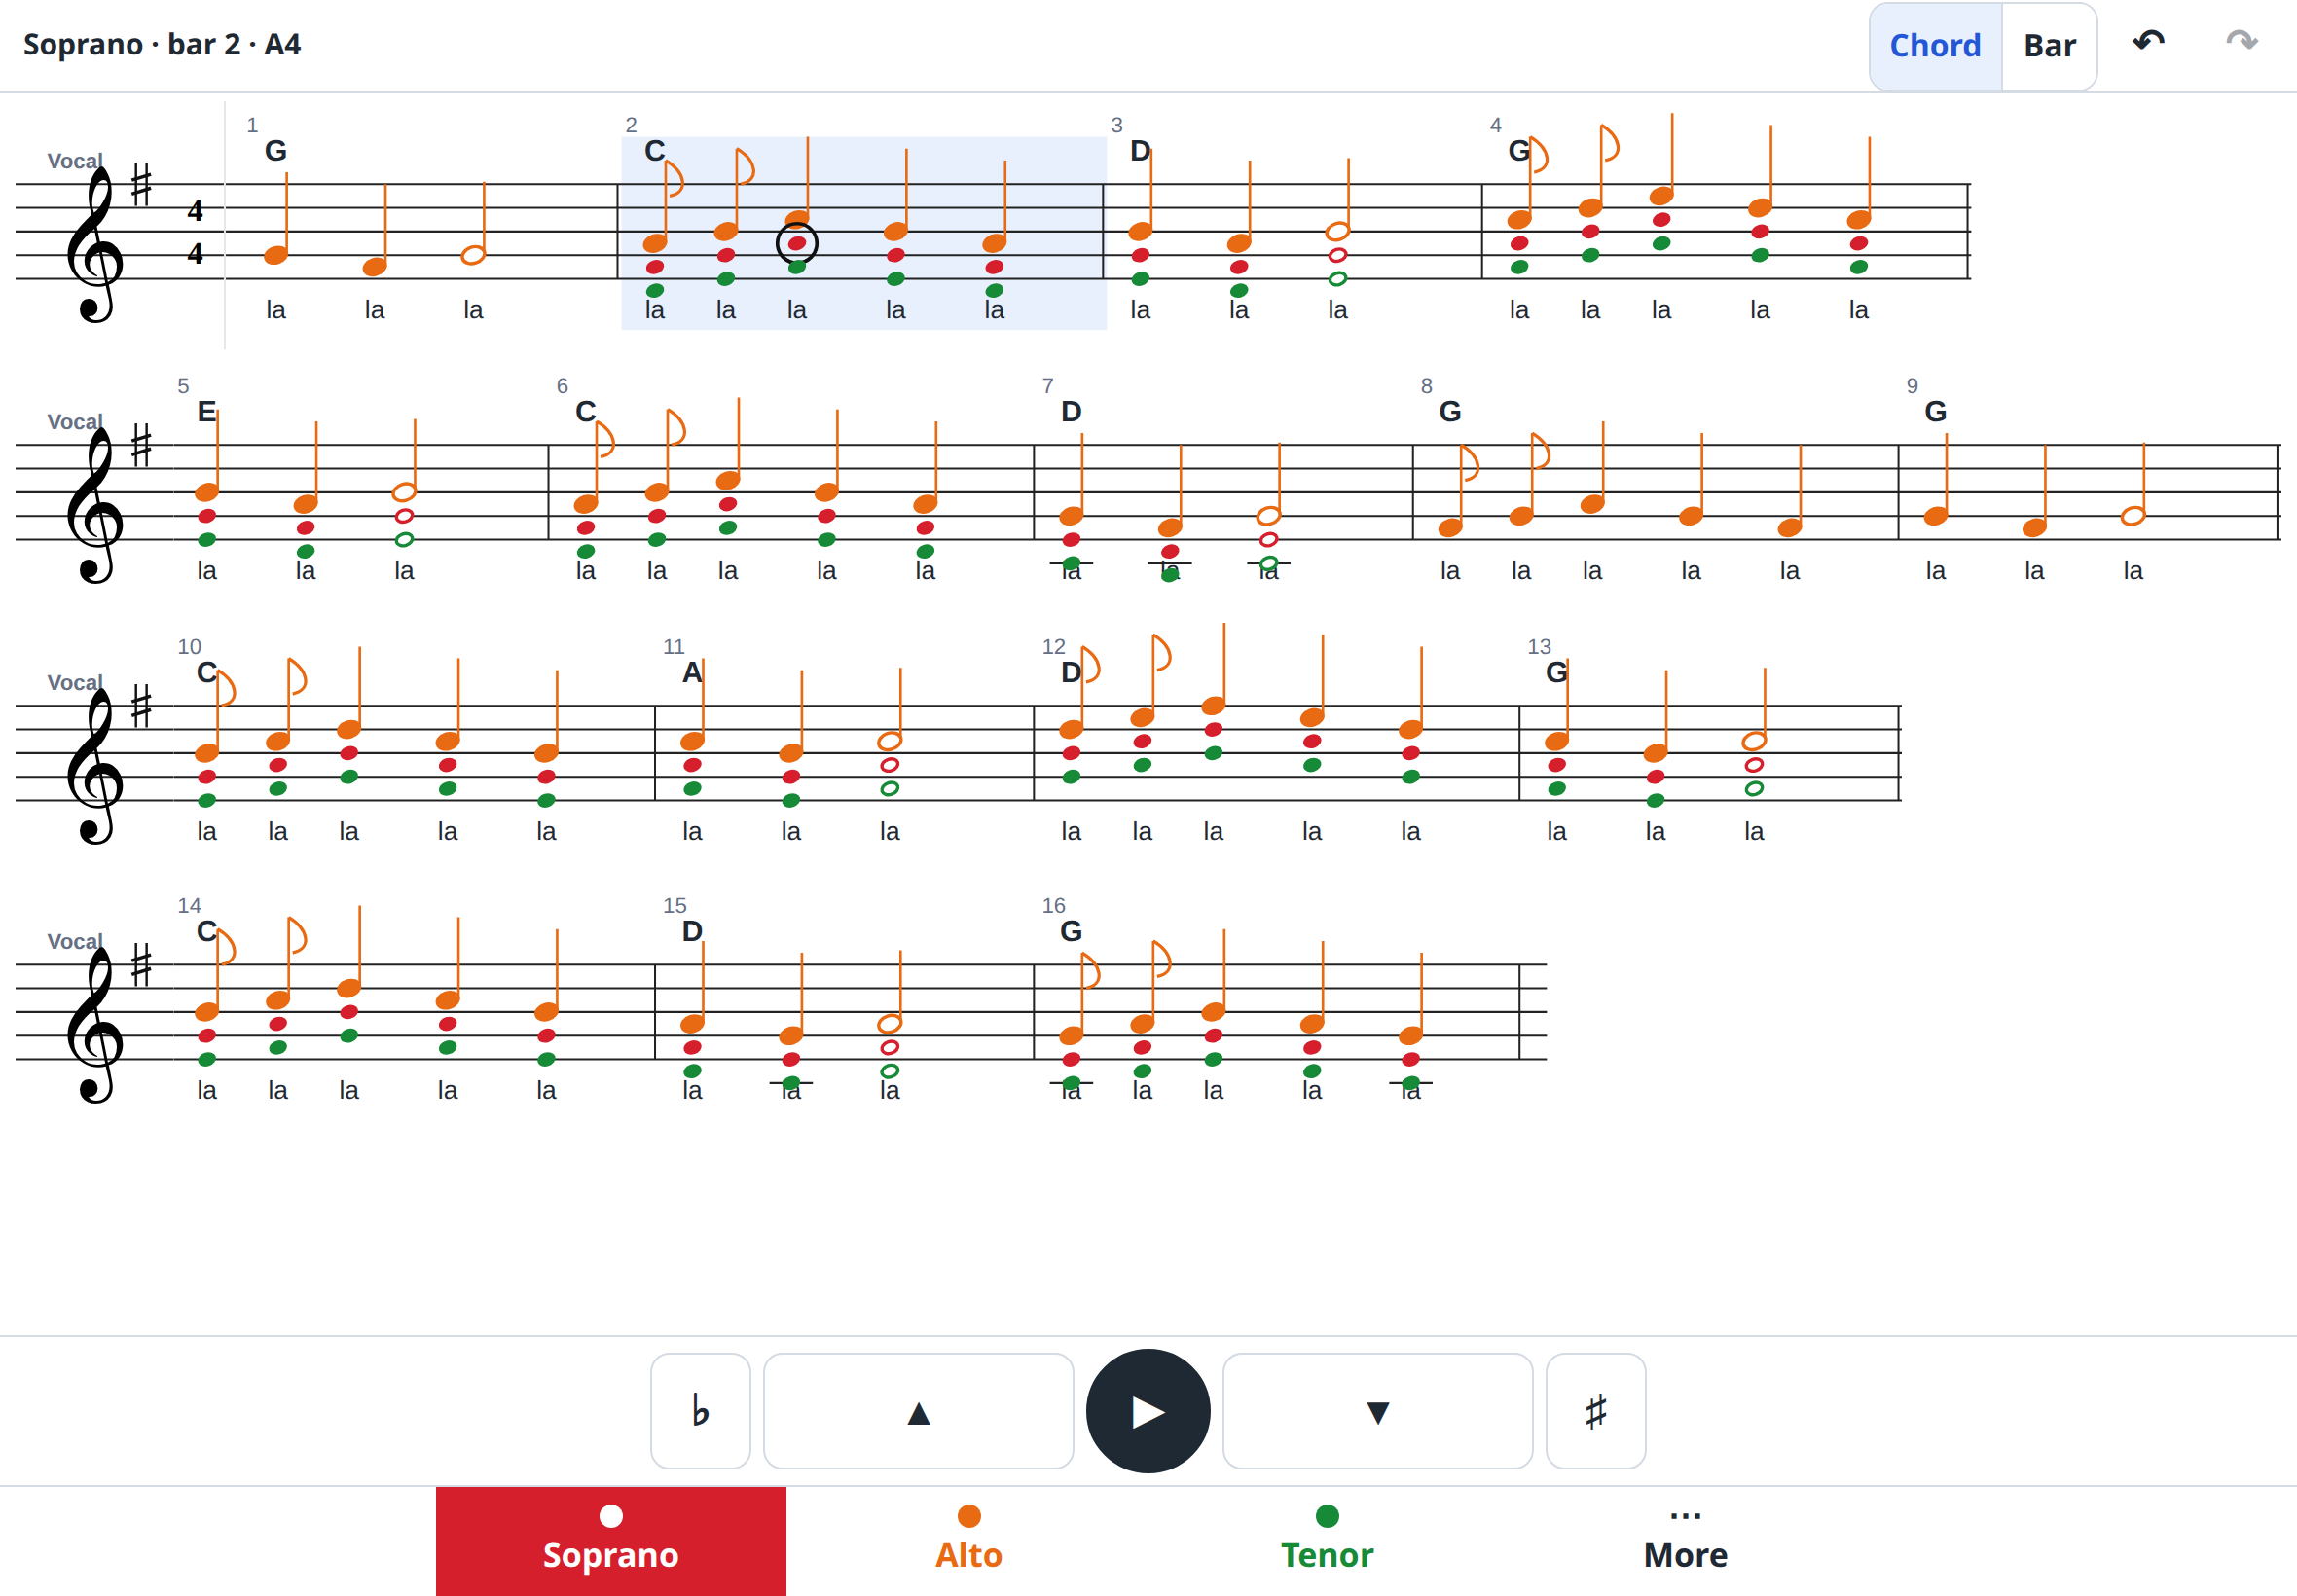 Soprano · bar 2 · A4
Chord Bar ↶ ↷
1 2 3 4
G C D G
Vocal
4
4
la la la la la la la la la la la la la la la la
5 6 7 8 9
E C D G G
Vocal
la la la la la la la la la la la la la la la la la la la
10 11 12 13
C A D G
Vocal
la la la la la la la la la la la la la la la la
14 15 16
C D G
Vocal
la la la la la la la la la la la la la
♭ ▲ ▶ ▼ ♯
Soprano Alto Tenor ... More